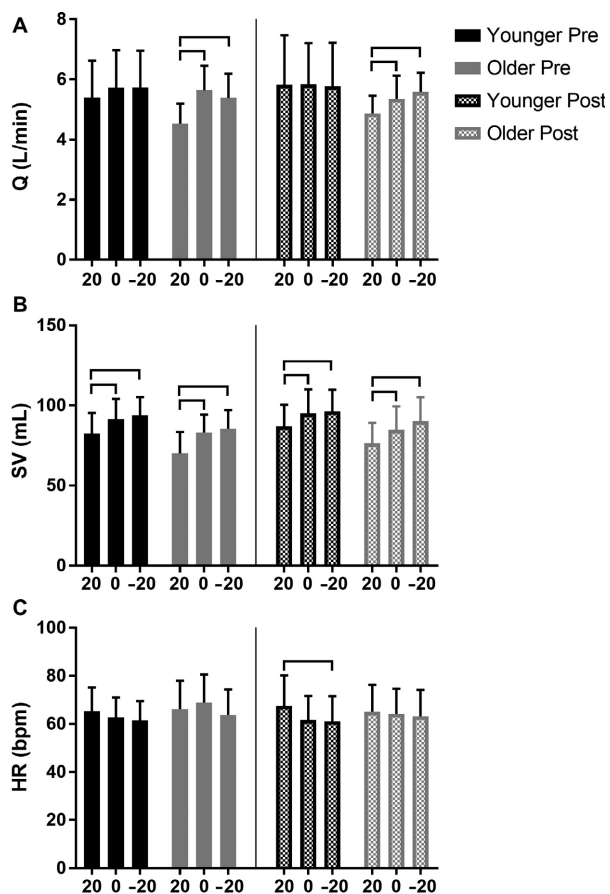 A
Q (L/min)
8
6
4
2
0
20 0 –20 20 0 –20 20 0 –20 20 0 –20
Younger Pre
Older Pre
Younger Post
Older Post
B
SV (mL)
150
100
50
0
20 0 –20 20 0 –20 20 0 –20 20 0 –20
C
HR (bpm)
100
80
60
40
20
0
20 0 –20 20 0 –20 20 0 –20 20 0 –20